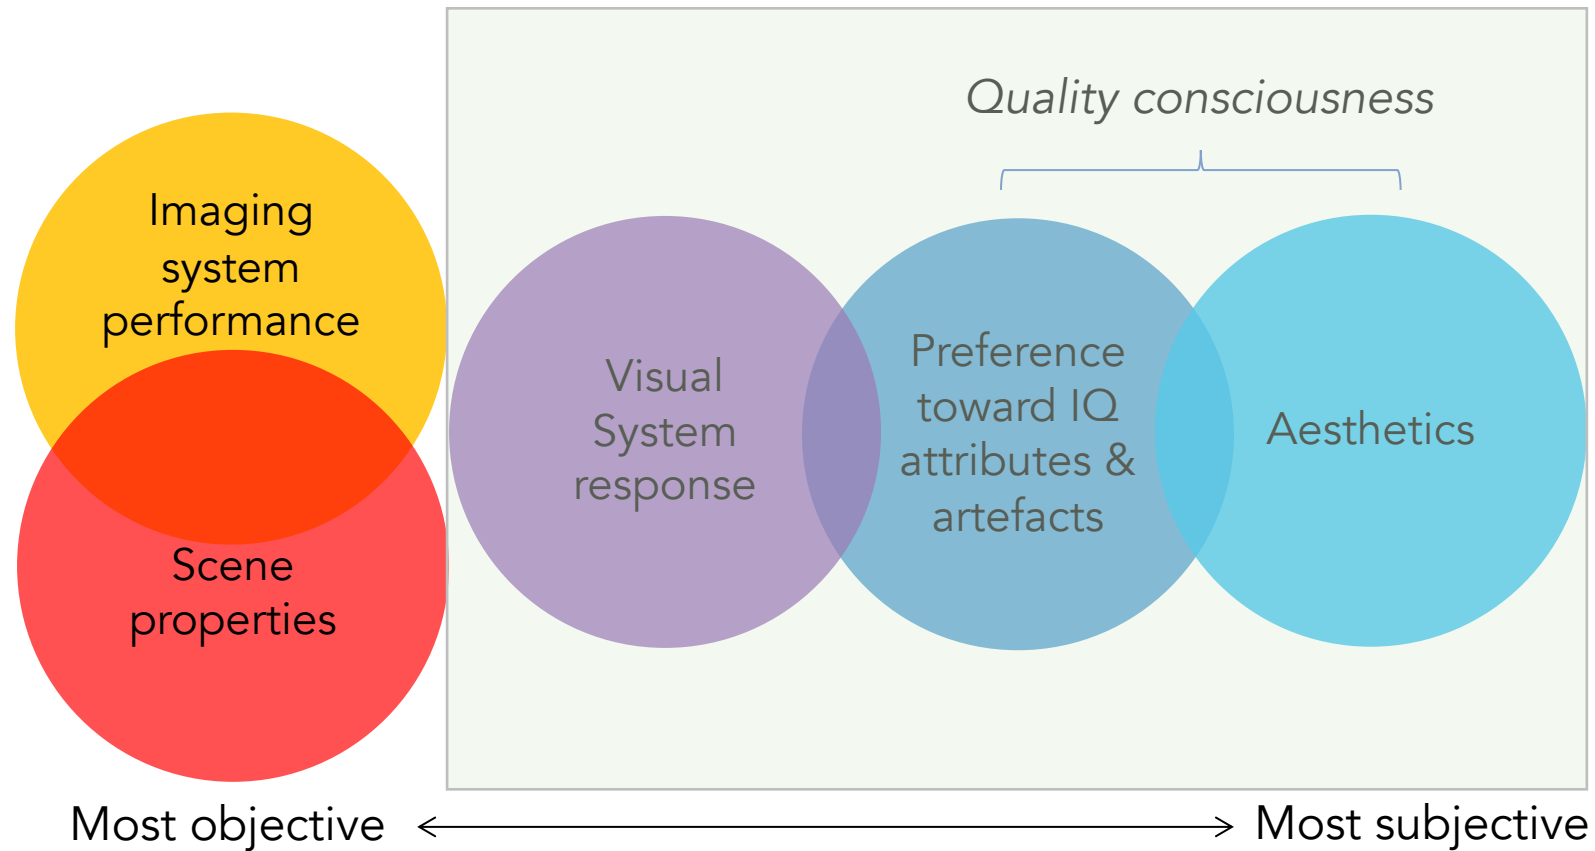 Quality consciousness
Imaging
system
performance
Scene
properties
Visual
System
response
Preference
toward IQ
attributes &
artefacts
Aesthetics
Most objective
Most subjective